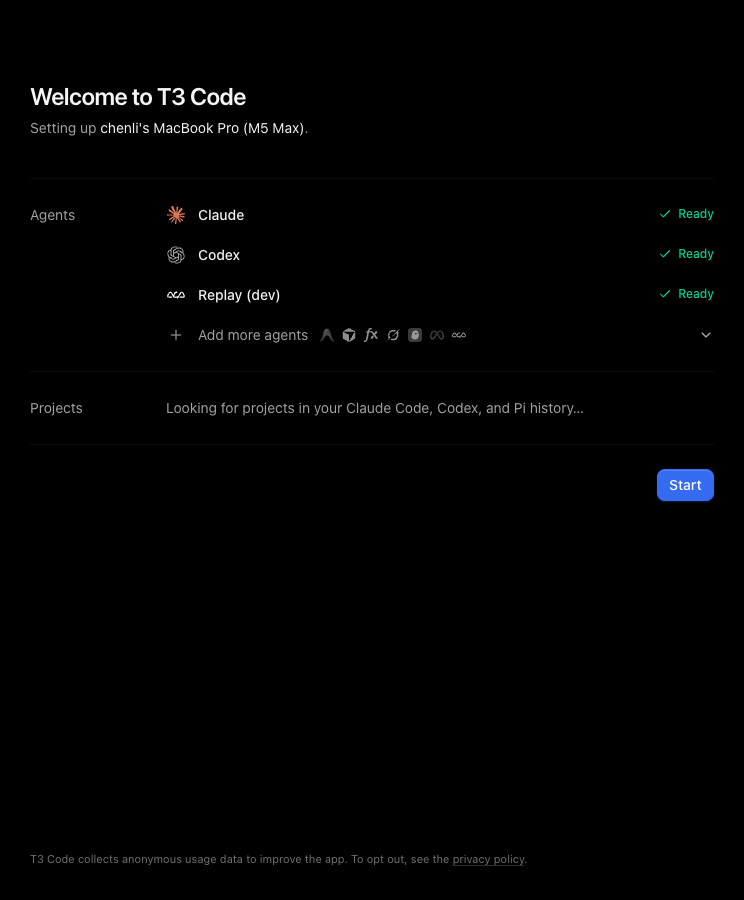 Welcome to T3 Code
Setting up chenli's MacBook Pro (M5 Max).
Agents
Claude
Ready
Codex
Ready
Replay (dev)
Ready
Add more agents
Projects
Looking for projects in your Claude Code, Codex, and Pi history...
Start
T3 Code collects anonymous usage data to improve the app. To opt out, see the privacy policy.